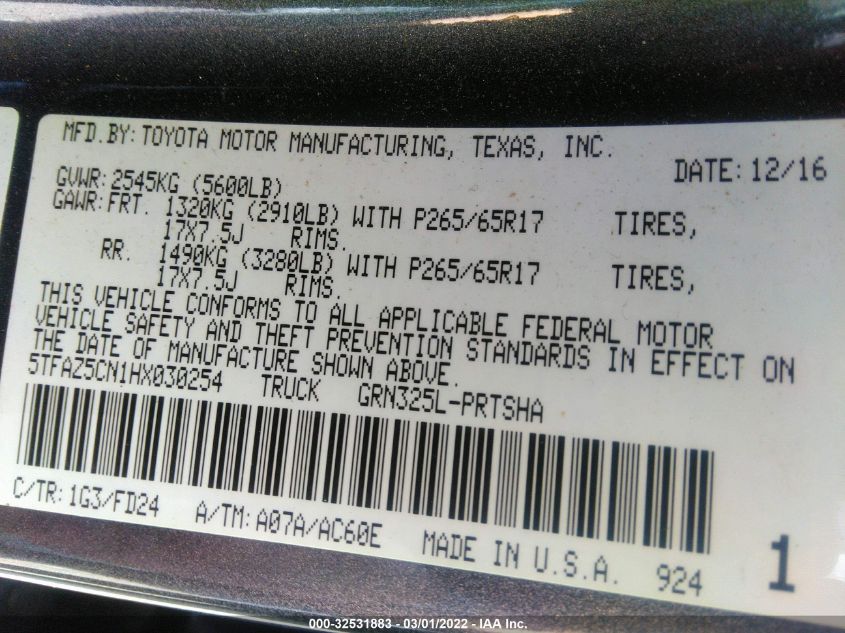 MFD.BY:TOYOTA MOTOR MANUFACTURING, TEXAS, INC.
DATE:12/16
GVWR:2545KG (5600LB)
GAWR:FRT. 1320KG (2910LB) WITH P265/65R17 TIRES,
17X7.5J RIMS.
RR. 1490KG (3280LB) WITH P265/65R17 TIRES,
17X7.5J RIMS.
THIS VEHICLE CONFORMS TO ALL APPLICABLE FEDERAL MOTOR
VEHICLE SAFETY AND THEFT PREVENTION STANDARDS IN EFFECT ON
THE DATE OF MANUFACTURE SHOWN ABOVE.
5TFAZ5CN1HX030254 TRUCK GRN325L-PRTSHA
C/TR:1G3/FD24 A/TM:A07A/AC60E MADE IN U.S.A. 924 1
000-32531883 - 03/01/2022 - IAA Inc.